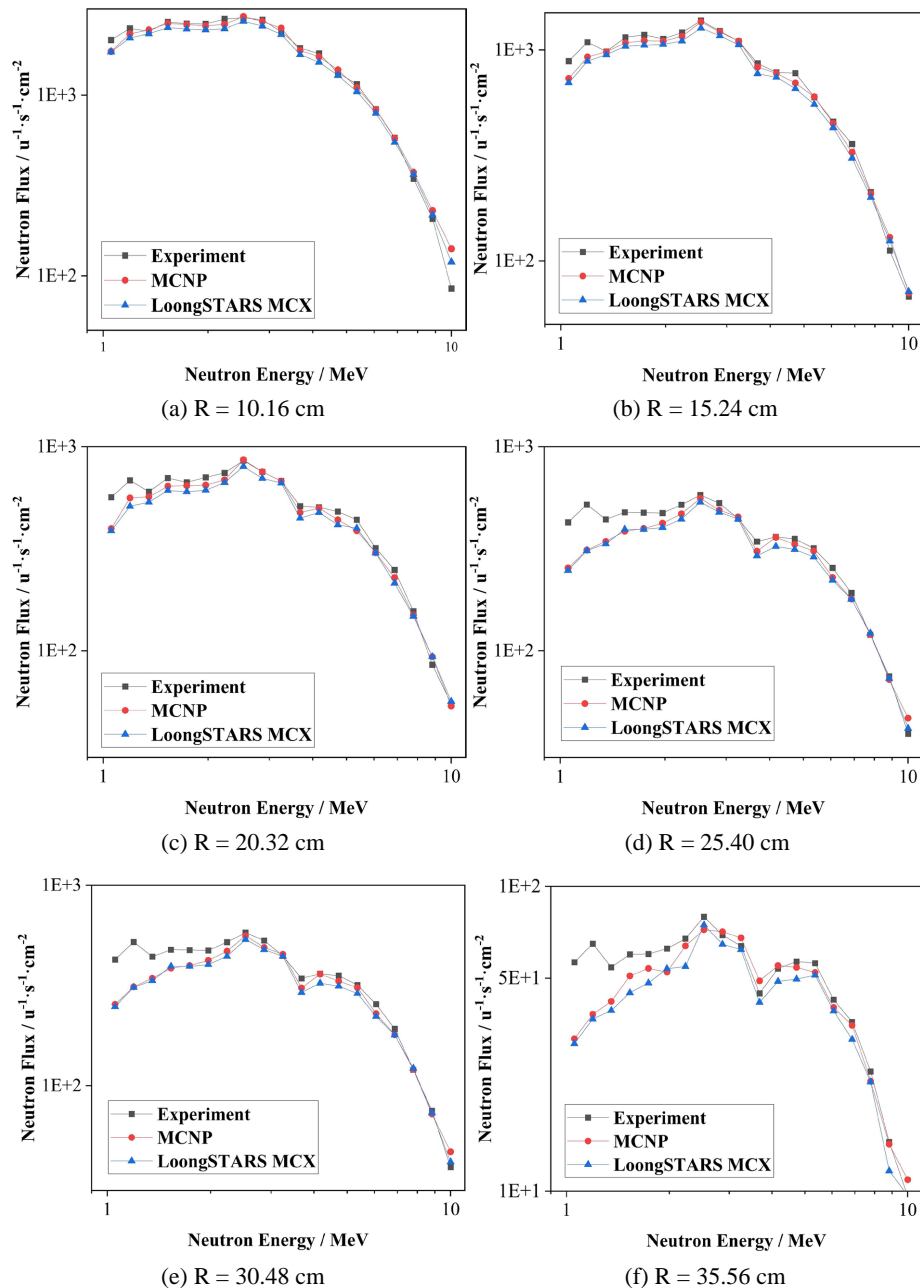 1E+3
1E+2
Neutron Flux / u⁻¹·s⁻¹·cm⁻²
Experiment
MCNP
LoongSTARS MCX
1
10
Neutron Energy / MeV
(a) R = 10.16 cm
1E+3
1E+2
Neutron Flux / u⁻¹·s⁻¹·cm⁻²
Experiment
MCNP
LoongSTARS MCX
1
10
Neutron Energy / MeV
(b) R = 15.24 cm
1E+3
1E+2
Neutron Flux / u⁻¹·s⁻¹·cm⁻²
Experiment
MCNP
LoongSTARS MCX
1
10
Neutron Energy / MeV
(c) R = 20.32 cm
1E+3
1E+2
Neutron Flux / u⁻¹·s⁻¹·cm⁻²
Experiment
MCNP
LoongSTARS MCX
1
10
Neutron Energy / MeV
(d) R = 25.40 cm
1E+3
1E+2
Neutron Flux / u⁻¹·s⁻¹·cm⁻²
Experiment
MCNP
LoongSTARS MCX
1
10
Neutron Energy / MeV
(e) R = 30.48 cm
1E+2
5E+1
1E+1
Neutron Flux / u⁻¹·s⁻¹·cm⁻²
Experiment
MCNP
LoongSTARS MCX
1
10
Neutron Energy / MeV
(f) R = 35.56 cm